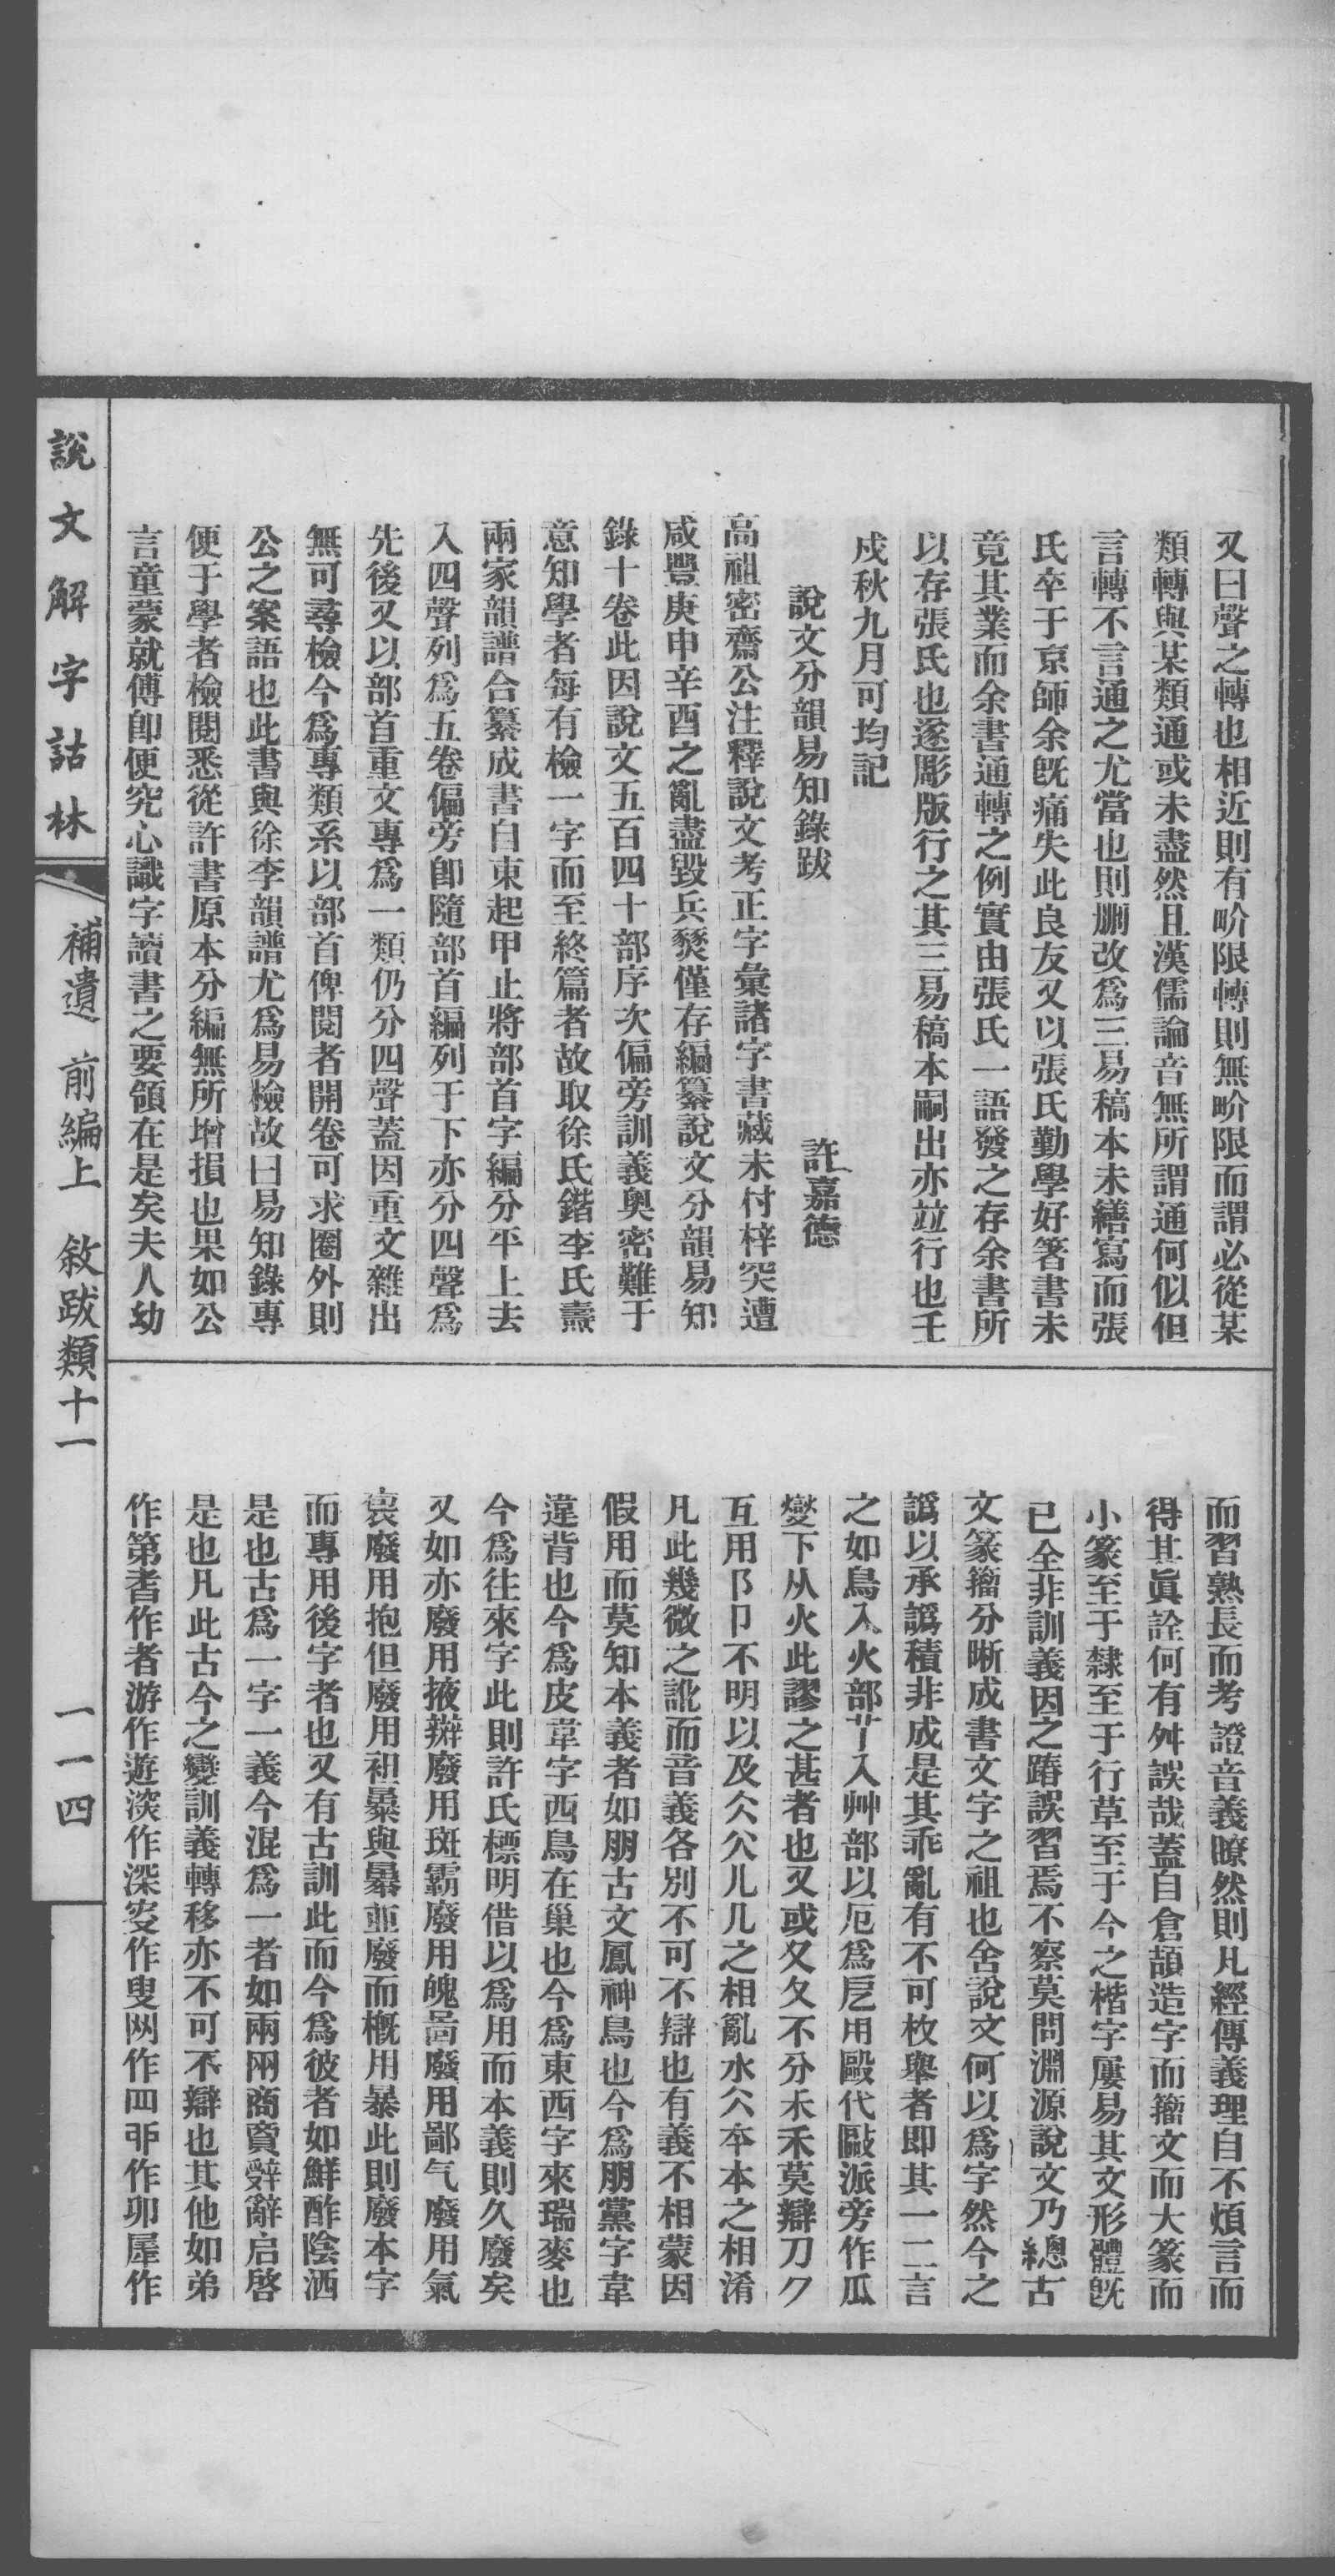 又曰聲之轉也相近則有畍限轉則無畍限而謂必從某
類轉與某類通或未盡然且漢儒論音無所謂通何似但
言轉不言通之尤當也則刪改爲三易稿本未繕寫而張
氏卒于京師余旣痛失此良友又以張氏勤學好箸書未
竟其業而余書通轉之例實由張氏一語發之存余書所
以存張氏也遂彫版行之其三易稿本嗣出亦竝行也壬
戍秋九月可均記
說文分韻易知錄跋 許嘉德
高祖密齋公注釋說文考正字彙諸字書藏未付梓突遭
咸豐庚申辛酉之亂盡毀兵燹僅存編纂說文分韻易知
錄十卷此因說文五百四十部序次偏旁訓義奧密難于
意知學者每有檢一字而至終篇者故取徐氏鍇李氏燾
兩家韻譜合纂成書自東起甲止將部首字編分平上去
入四聲列爲五卷偏旁卽隨部首編列于下亦分四聲爲
先後又以部首重文專爲一類仍分四聲蓋因重文雜出
無可尋檢今爲專類系以部首俾閱者開卷可求圈外則
公之案語也此書與徐李韻譜尤爲易檢故曰易知錄專
便于學者檢閱悉從許書原本分編無所增損也果如公
言童蒙就傅卽便究心識字讀書之要領在是矣夫人幼
而習熟長而考證音義瞭然則凡經傳義理自不煩言而
得其眞詮何有舛誤哉蓋自倉頡造字而籀文而大篆而
小篆至于隸至于行草至于今之楷字屢易其文形體旣
已全非訓義因之踳誤習焉不察莫問淵源說文乃總古
文篆籀分晰成書文字之祖也舍說文何以爲字然今之
譌以承譌積非成是其乖亂有不可枚舉者即其一二言
之如鳥入火部丫入艸部以厄爲戹用毆代敺派旁作瓜
變下从火此謬之甚者也又或文攵不分禾禾莫辯刀ク
互用阝卩不明以及仌穴儿几之相亂水仌夲本之相淆
凡此幾微之訛而音義各別不可不辯也有義不相蒙因
假用而莫知本義者如朋古文鳳神鳥也今爲朋黨字韋
違背也今爲皮韋字西鳥在巢也今爲東西字來瑞麥也
今爲往來字此則許氏標明借以爲用而本義則久廢矣
又如亦廢用掖辬廢用斑霸廢用魄啚廢用鄙气廢用氣
褱廢用抱但廢用袒曓與暴竝廢而槪用暴此則廢本字
而專用後字者也又有古訓此而今爲彼者如鮮酢陰洒
是也古爲一字一義今混爲一者如兩㒳商𧶜辤辭启啓
是也凡此古今之變訓義轉移亦不可不辯也其他如弟
作第耆作者游作遊淡作深叜作叟网作罒戼作卯屖作
說文解字詁林
補遺 前編上 敘跋類十一
一一四